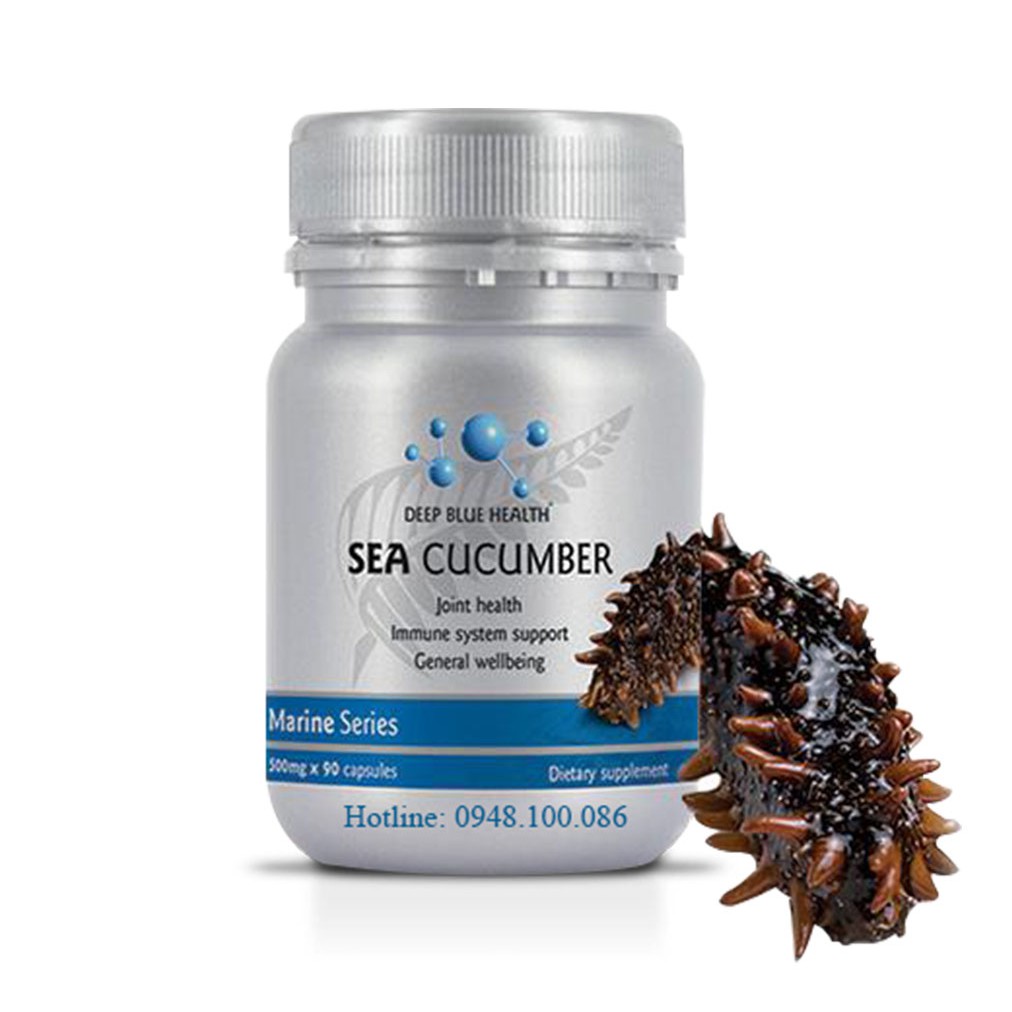 DEEP BLUE HEALTH
SEA CUCUMBER
Joint health
Immune system support
General wellbeing
Marine Series
500mg x 90 capsules
Dietary supplement
Hotline: 0948.100.086